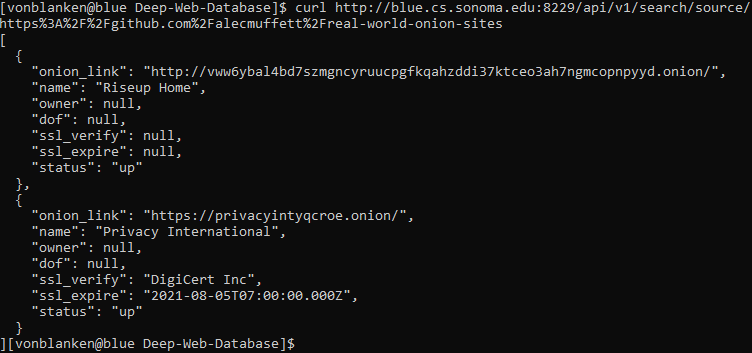 [vonblanken@blue Deep-Web-Database]$ curl http://blue.cs.sonoma.edu:8229/api/v1/search/source/
https%3A%2F%2Fgithub.com%2Falecmuffett%2Freal-world-onion-sites
[
  {
    "onion_link": "http://vww6ybal4bd7szmgncyruucpgfkqahzddi37ktceo3ah7ngmcopnpyyd.onion/",
    "name": "Riseup Home",
    "owner": null,
    "dof": null,
    "ssl_verify": null,
    "ssl_expire": null,
    "status": "up"
  },
  {
    "onion_link": "https://privacyintyqcroe.onion/",
    "name": "Privacy International",
    "owner": null,
    "dof": null,
    "ssl_verify": "DigiCert Inc",
    "ssl_expire": "2021-08-05T07:00:00.000Z",
    "status": "up"
  }
][vonblanken@blue Deep-Web-Database]$